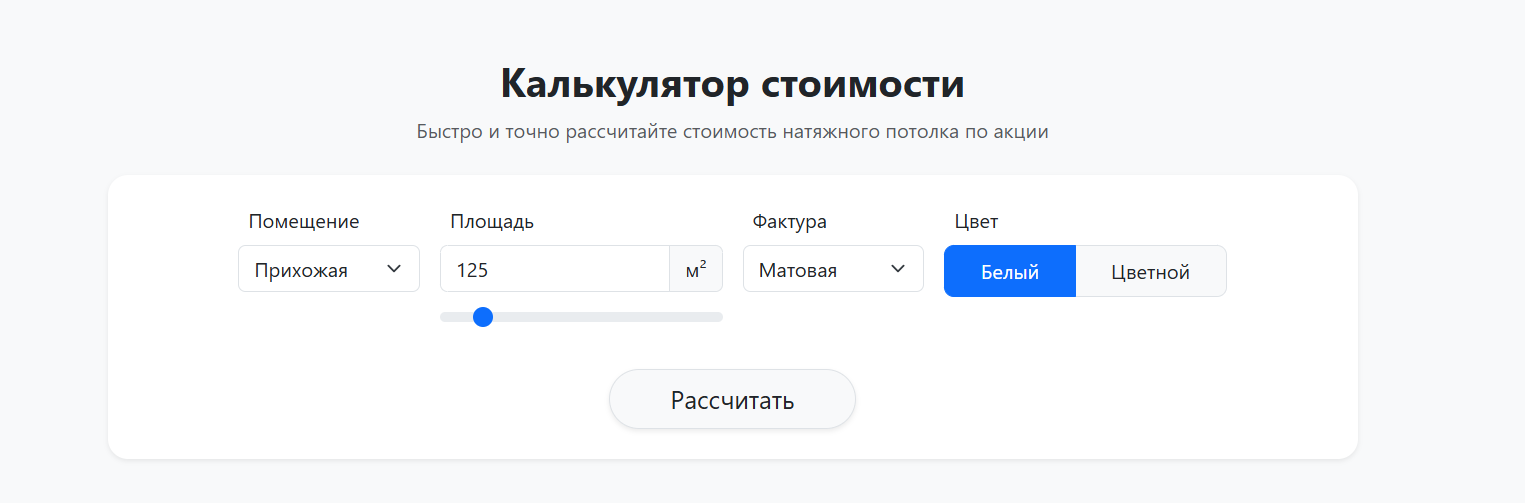 Калькулятор стоимости
Быстро и точно рассчитайте стоимость натяжного потолка по акции
Помещение Площадь Фактура Цвет
Прихожая 125 м² Матовая Белый Цветной
Рассчитать